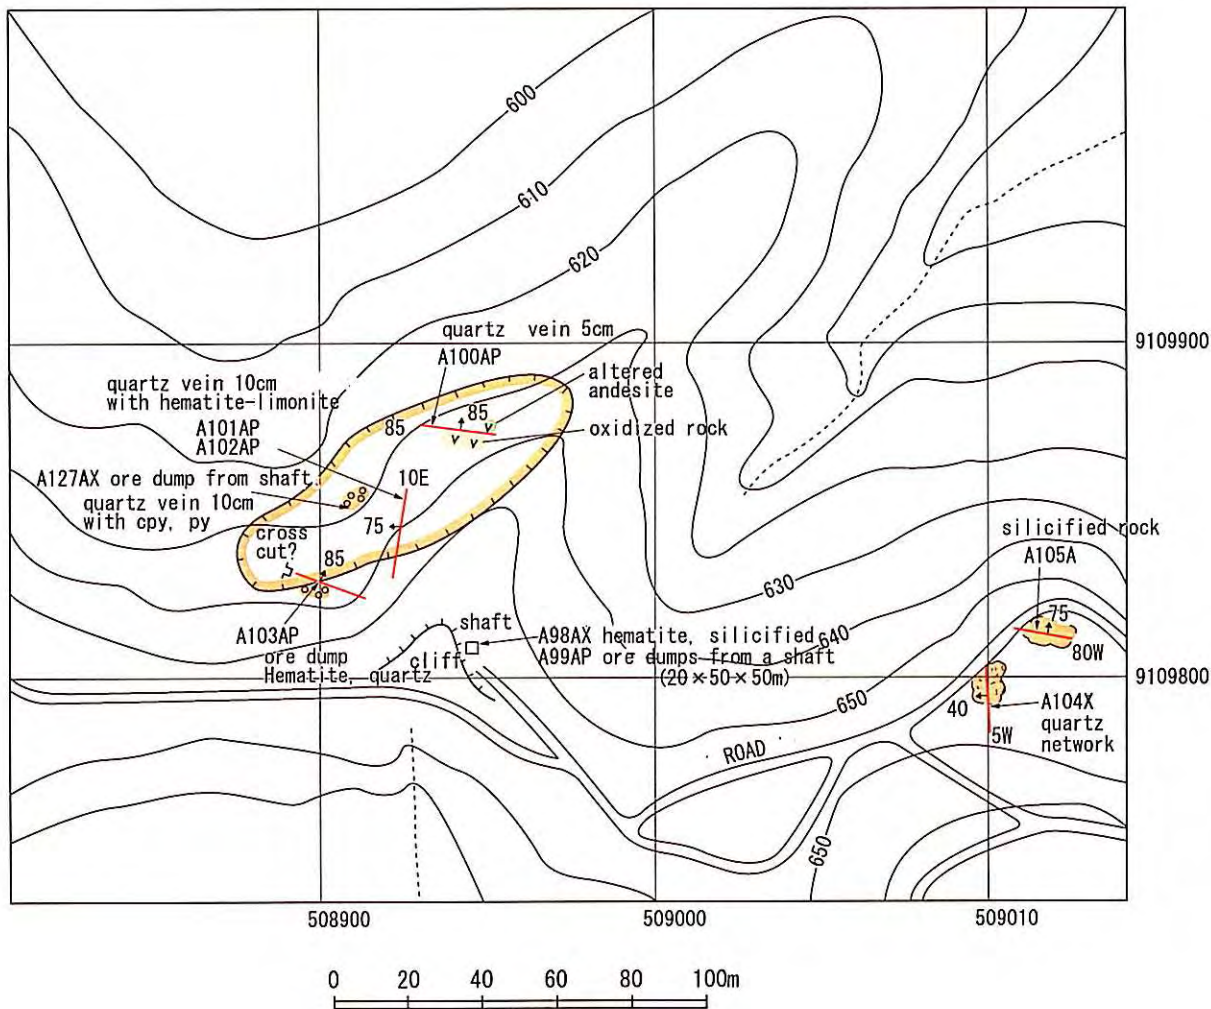 600
610
620
quartz vein 5cm
A100AP
9109900
quartz vein 10cm
with hematite-limonite
A101AP
A102AP
altered
andesite
85
85
oxidized rock
A127AX ore dump from shaft
quartz vein 10cm
with cpy, py
10E
75
cross
cut?
85
silicified rock
A105A
630
640
75
80W
A103AP
ore dump
Hematite, quartz
shaft
cliff
A98AX hematite, silicified
A99AP ore dumps from a shaft
(20×50×50m)
9109800
650
40
A104X
quartz
network
5W
ROAD
650
508900
509000
509010
0 20 40 60 80 100m